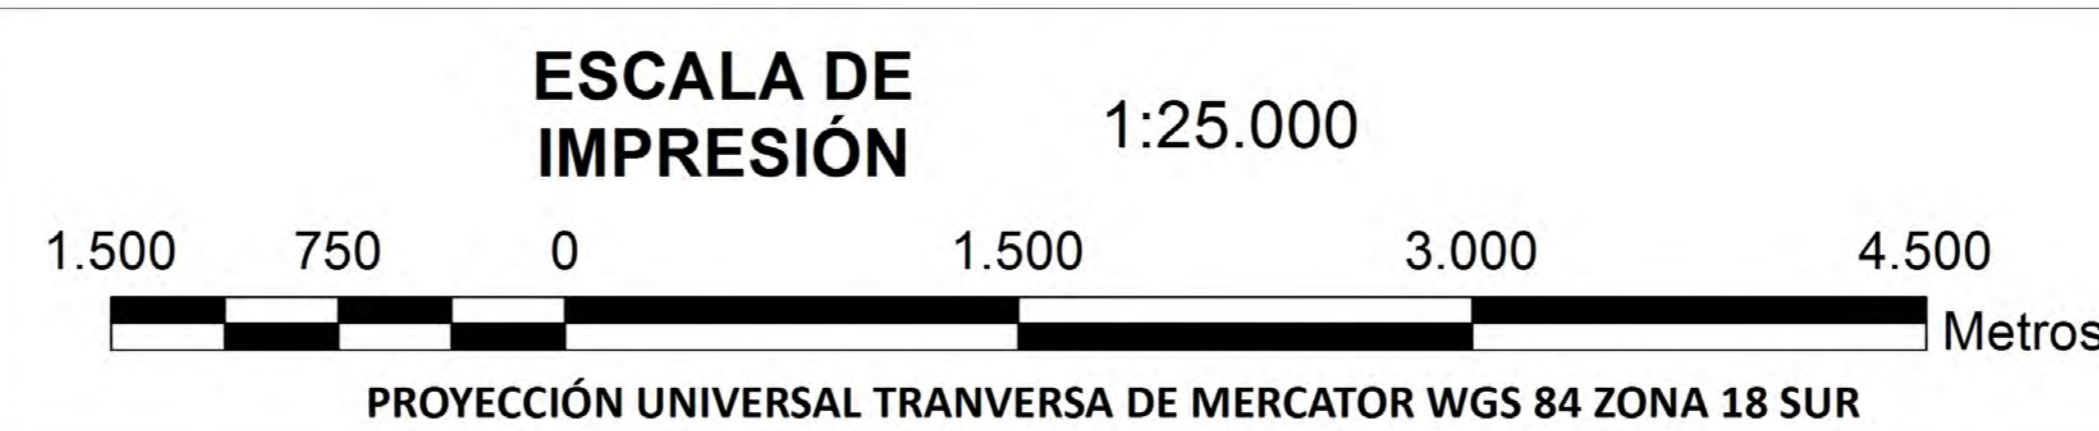 ESCALA DE
IMPRESIÓN
1:25.000
1.500 750 0 1.500 3.000 4.500
Metros
PROYECCIÓN UNIVERSAL TRANVERSA DE MERCATOR WGS 84 ZONA 18 SUR